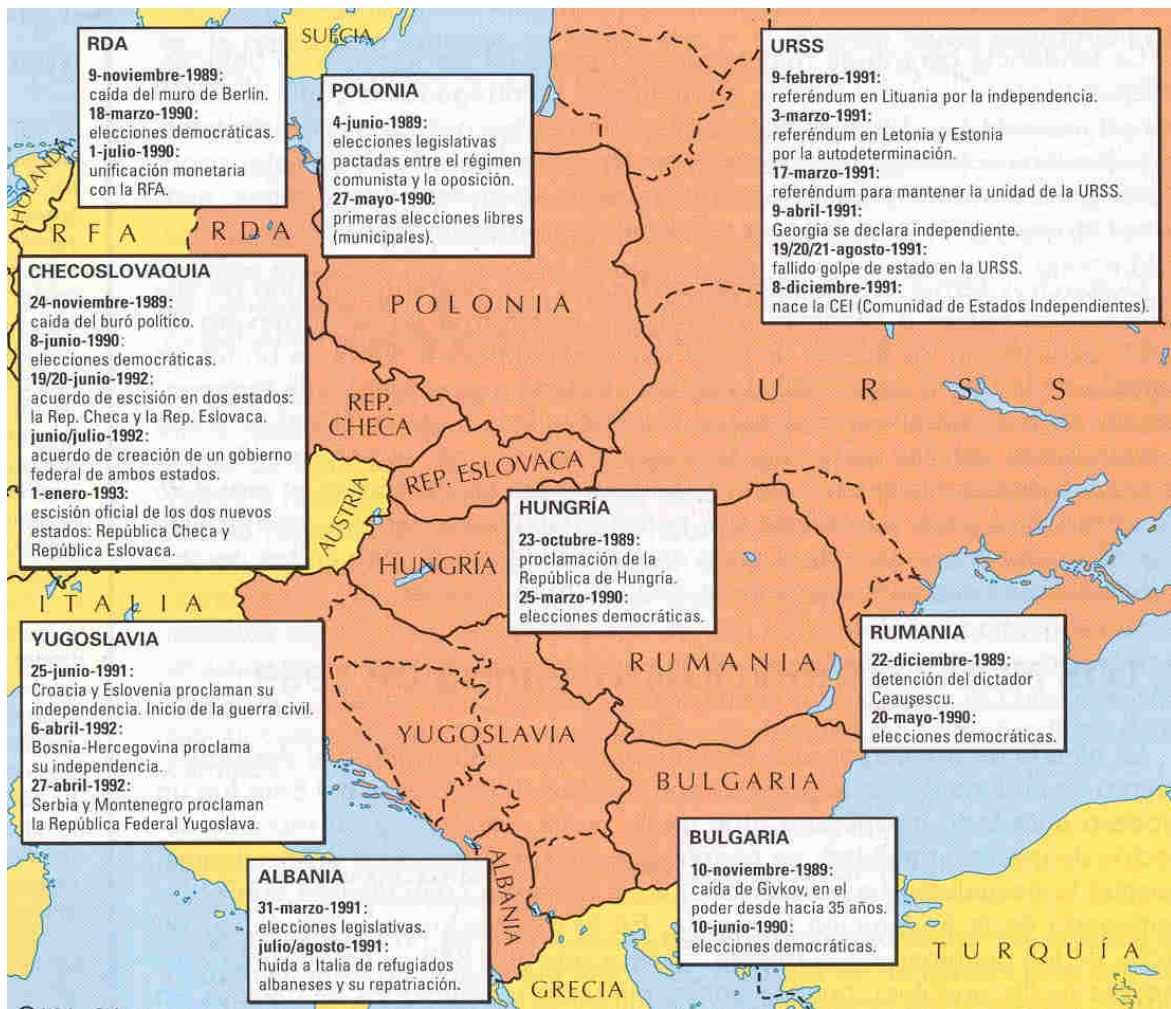 SUECIA
RDA
9-noviembre-1989:
caída del muro de Berlín.
18-marzo-1990:
elecciones democráticas.
1-julio-1990:
unificación monetaria
con la RFA.
POLONIA
4-junio-1989:
elecciones legislativas
pactadas entre el régimen
comunista y la oposición.
27-mayo-1990:
primeras elecciones libres
(municipales).
URSS
9-febrero-1991:
referéndum en Lituania por la independencia.
3-marzo-1991:
referéndum en Letonia y Estonia
por la autodeterminación.
17-marzo-1991:
referéndum para mantener la unidad de la URSS.
9-abril-1991:
Georgia se declara independiente.
19/20/21-agosto-1991:
fallido golpe de estado en la URSS.
8-diciembre-1991:
nace la CEI (Comunidad de Estados Independientes).
HOLANDA
RFA
RDA
CHECOSLOVAQUIA
24-noviembre-1989:
caída del buró político.
8-junio-1990:
elecciones democráticas.
19/20-junio-1992:
acuerdo de escisión en dos estados:
la Rep. Checa y la Rep. Eslovaca.
junio/julio-1992:
acuerdo de creación de un gobierno
federal de ambos estados.
1-enero-1993:
escisión oficial de los dos nuevos
estados: República Checa y
República Eslovaca.
POLONIA
URSS
REP.
CHECA
REP. ESLOVACA
AUSTRIA
HUNGRÍA
HUNGRÍA
23-octubre-1989:
proclamación de la
República de Hungría.
25-marzo-1990:
elecciones democráticas.
ITALIA
YUGOSLAVIA
25-junio-1991:
Croacia y Eslovenia proclaman su
independencia. Inicio de la guerra civil.
6-abril-1992:
Bosnia-Hercegovina proclama
su independencia.
27-abril-1992:
Serbia y Montenegro proclaman
la República Federal Yugoslava.
RUMANIA
RUMANIA
22-diciembre-1989:
detención del dictador
Ceauşescu.
20-mayo-1990:
elecciones democráticas.
YUGOSLAVIA
BULGARIA
ALBANIA
ALBANIA
31-marzo-1991:
elecciones legislativas.
julio/agosto-1991:
huida a Italia de refugiados
albaneses y su repatriación.
BULGARIA
10-noviembre-1989:
caída de Givkov, en el
poder desde hacía 35 años.
10-junio-1990:
elecciones democráticas.
GRECIA
TURQUÍA